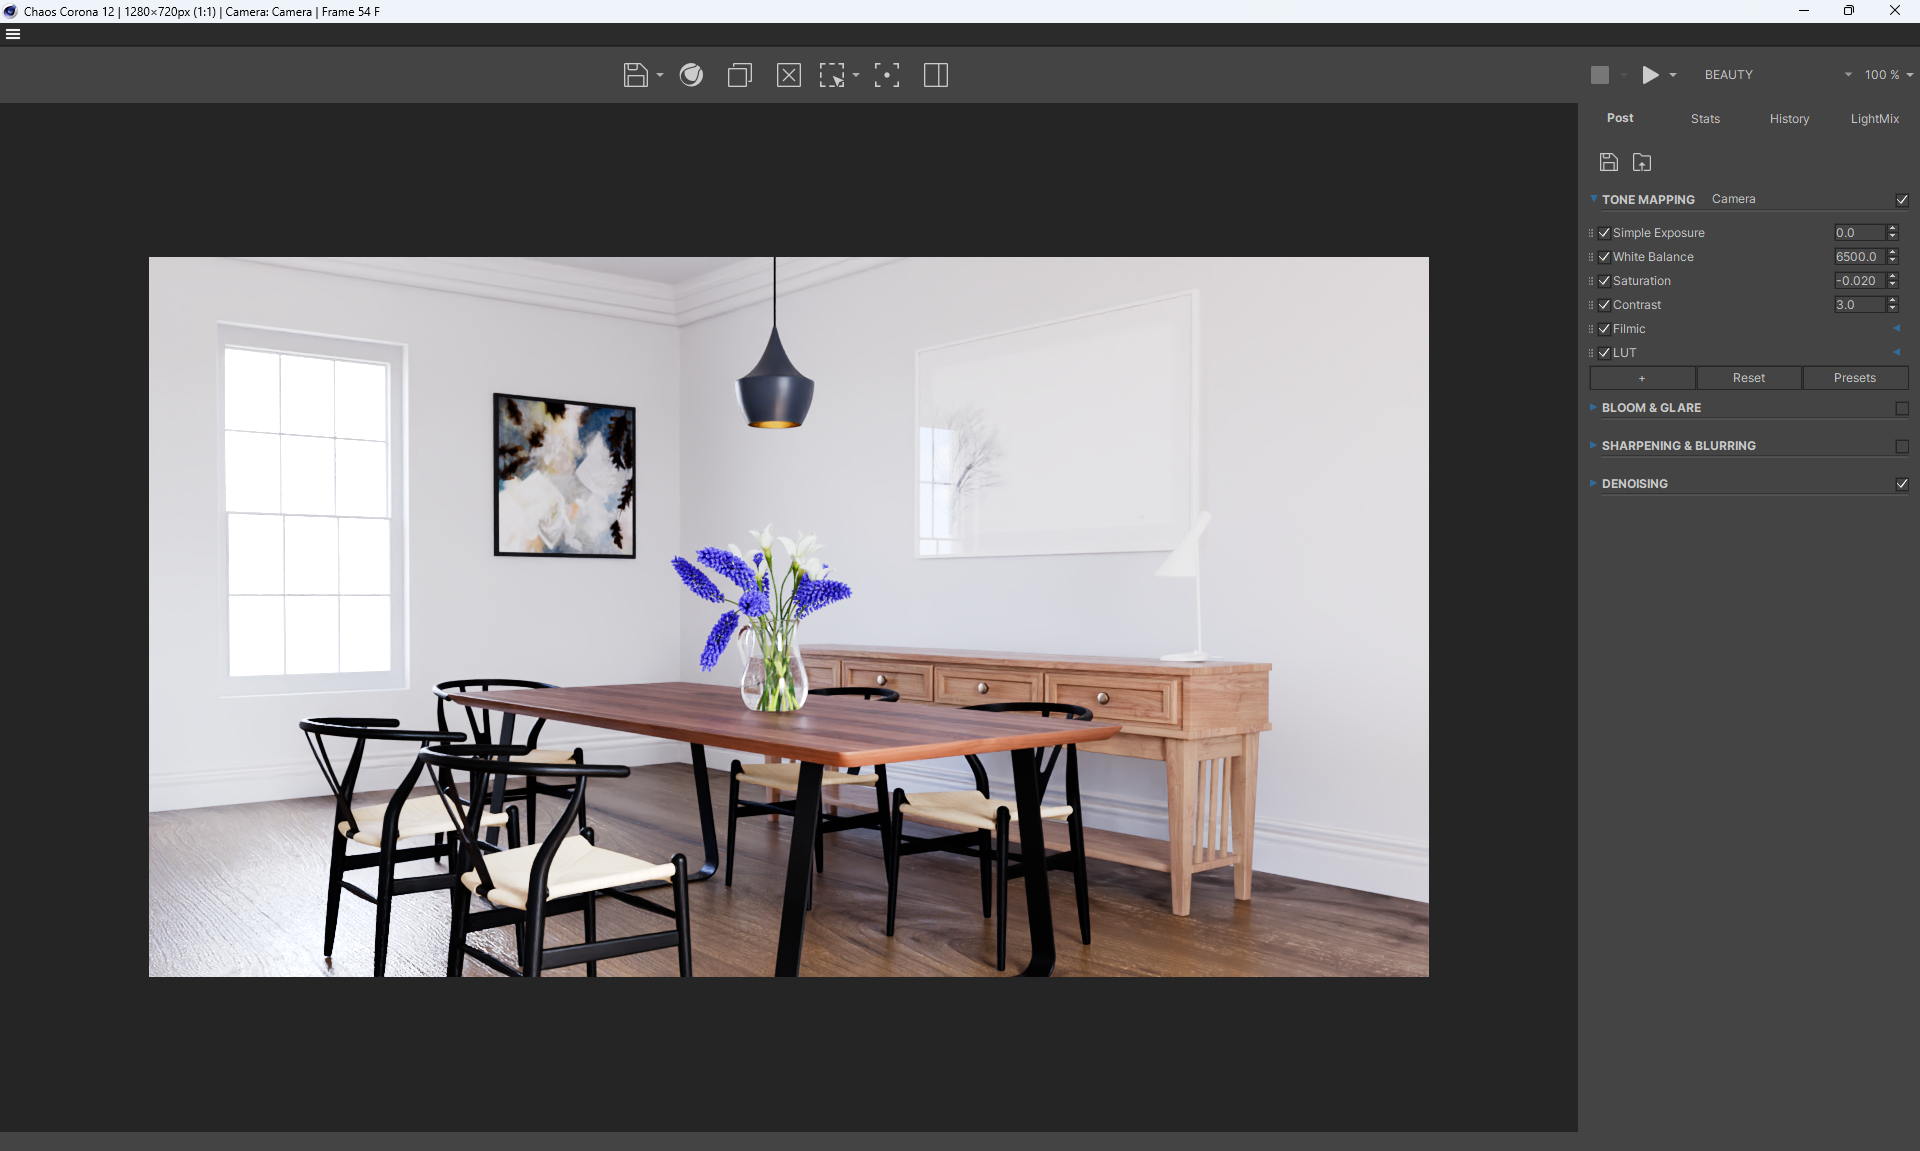 Chaos Corona 12 | 1280×720px (1:1) | Camera: Camera | Frame 54 F
BEAUTY 100 %
Post Stats History LightMix
TONE MAPPING Camera
Simple Exposure 0.0
White Balance 6500.0
Saturation -0.020
Contrast 3.0
Filmic
LUT
+ Reset Presets
BLOOM & GLARE
SHARPENING & BLURRING
DENOISING